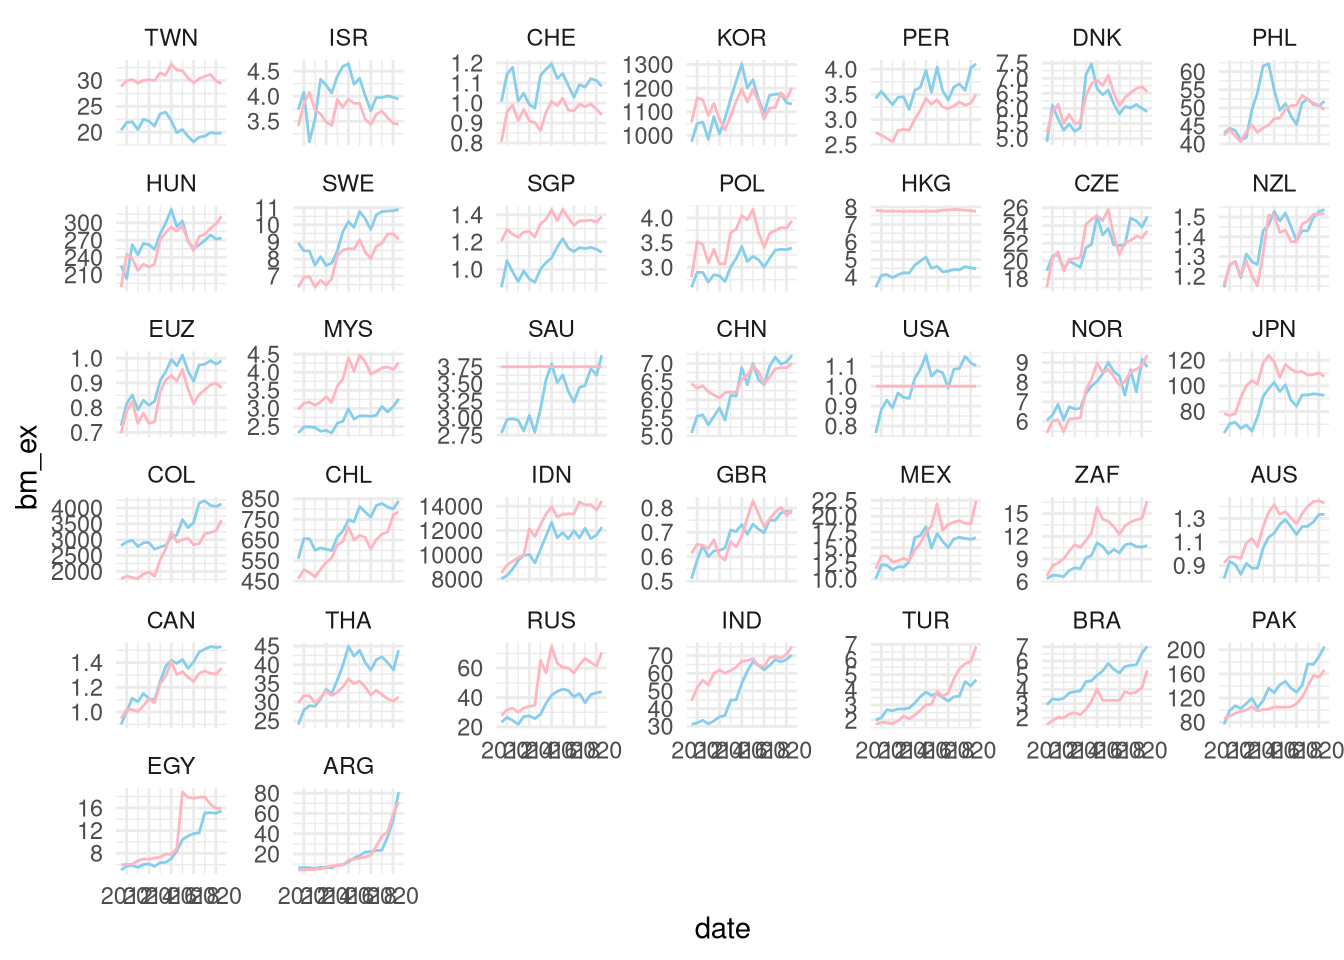 TWN ISR CHE KOR PER DNK PHL
30 25 20
4.5 4.0 3.5
1.2 1.1 1.0 0.9 0.8
1300 1200 1100 1000
4.0 3.5 3.0 2.5
7.5 7.0 6.5 6.0 5.5 5.0
60 55 50 45 40
HUN SWE SGP POL HKG CZE NZL
300 270 240 210
11 10 9 8 7
1.4 1.2 1.0
4.0 3.5 3.0
8 7 6 5 4
26 24 22 20 18
1.5 1.4 1.3 1.2
EUZ MYS SAU CHN USA NOR JPN
1.0 0.9 0.8 0.7
4.5 4.0 3.5 3.0 2.5
3.75 3.50 3.25 3.00 2.75
7.0 6.5 6.0 5.5 5.0
1.1 1.0 0.9 0.8
9 8 7 6
120 100 80
bm_ex
COL CHL IDN GBR MEX ZAF AUS
4000 3500 3000 2500 2000
850 750 650 550 450
14000 12000 10000 8000
0.8 0.7 0.6 0.5
22.5 20.0 17.5 15.0 12.5 10.0
15 12 9 6
1.3 1.1 0.9
CAN THA RUS IND TUR BRA PAK
1.4 1.2 1.0
45 40 35 30 25
60 40 20
70 60 50 40 30
7 6 5 4 3 2
7 6 5 4 3 2
200 160 120 80
EGY ARG
16 12 8
80 60 40 20
date